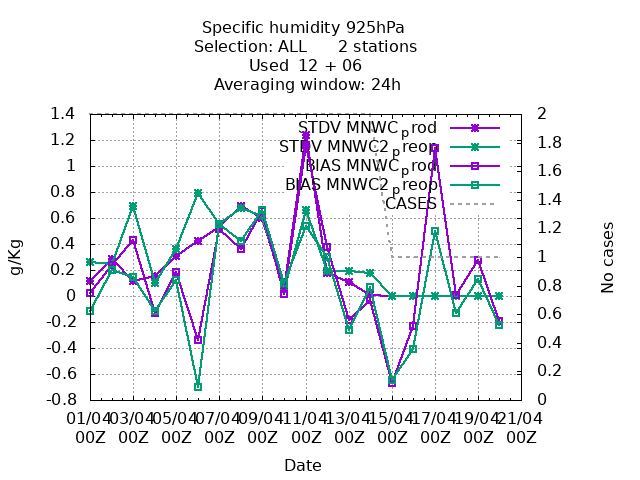 Specific humidity 925hPa
Selection: ALL 2 stations
Used 12 + 06
Averaging window: 24h
g/Kg
No cases
1.4
1.2
1
0.8
0.6
0.4
0.2
0
-0.2
-0.4
-0.6
-0.8
2
1.8
1.6
1.4
1.2
1
0.8
0.6
0.4
0.2
0
STDV MNWCprod
STDV MNWC2preop
BIAS MNWCprod
BIAS MNWC2preop
CASES
01/04 03/04 05/04 07/04 09/04 11/04 13/04 15/04 17/04 19/04 21/04
00Z 00Z 00Z 00Z 00Z 00Z 00Z 00Z 00Z 00Z 00Z
Date